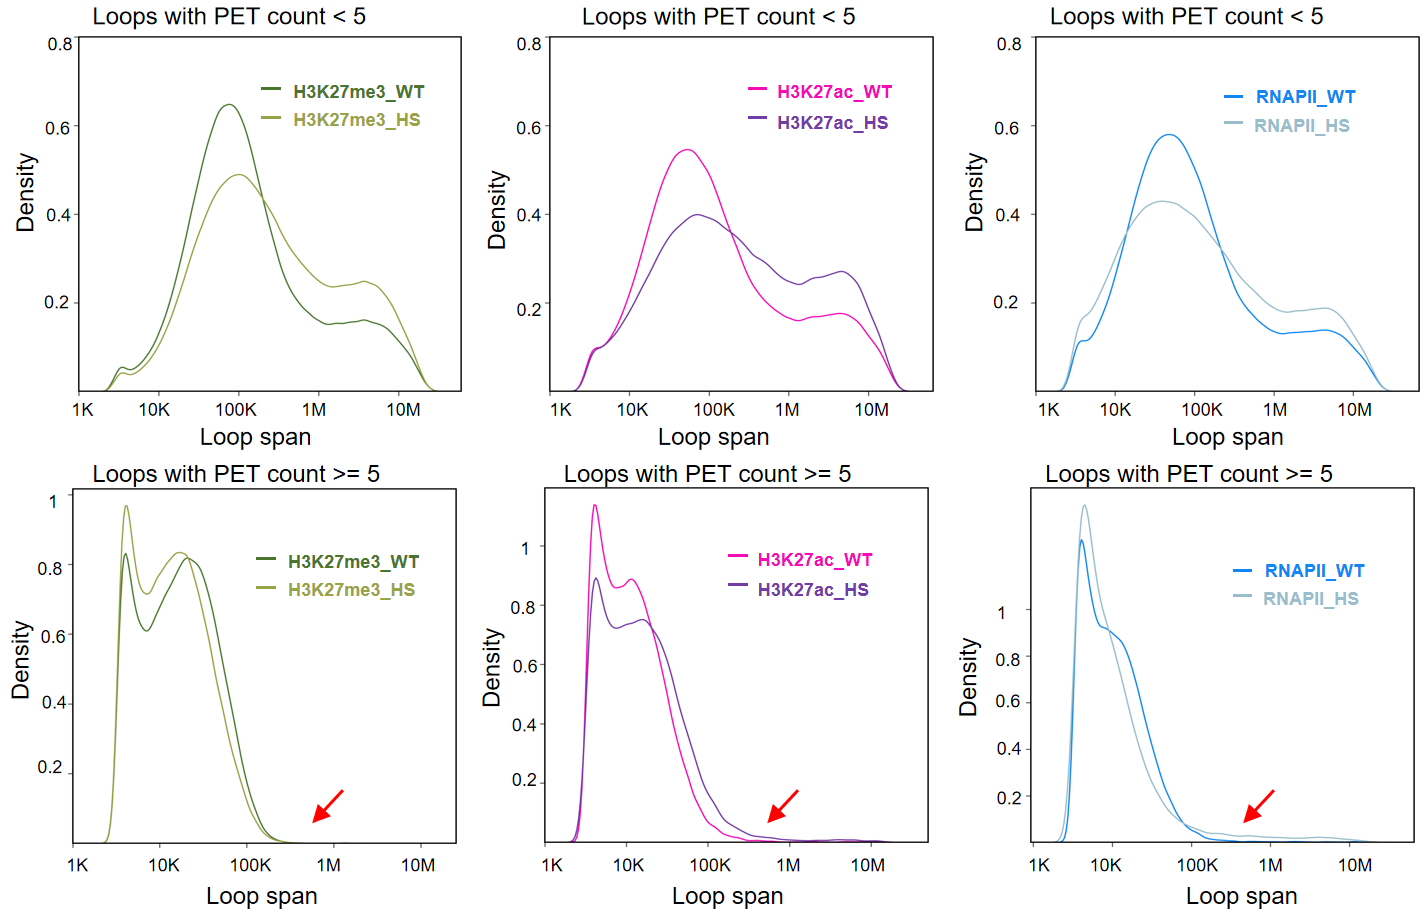 Loops with PET count < 5
0.8
0.6
0.4
0.2
Density
H3K27me3_WT
H3K27me3_HS
1K 10K 100K 1M 10M
Loop span
Loops with PET count < 5
0.8
0.6
0.4
0.2
Density
H3K27ac_WT
H3K27ac_HS
1K 10K 100K 1M 10M
Loop span
Loops with PET count < 5
0.8
0.6
0.4
0.2
Density
RNAPII_WT
RNAPII_HS
1K 10K 100K 1M 10M
Loop span
Loops with PET count >= 5
1
0.8
0.6
0.4
0.2
Density
H3K27me3_WT
H3K27me3_HS
1K 10K 100K 1M 10M
Loop span
Loops with PET count >= 5
1
0.8
0.6
0.4
0.2
Density
H3K27ac_WT
H3K27ac_HS
1K 10K 100K 1M 10M
Loop span
Loops with PET count >= 5
1
0.8
0.6
0.4
0.2
Density
RNAPII_WT
RNAPII_HS
1K 10K 100K 1M 10M
Loop span